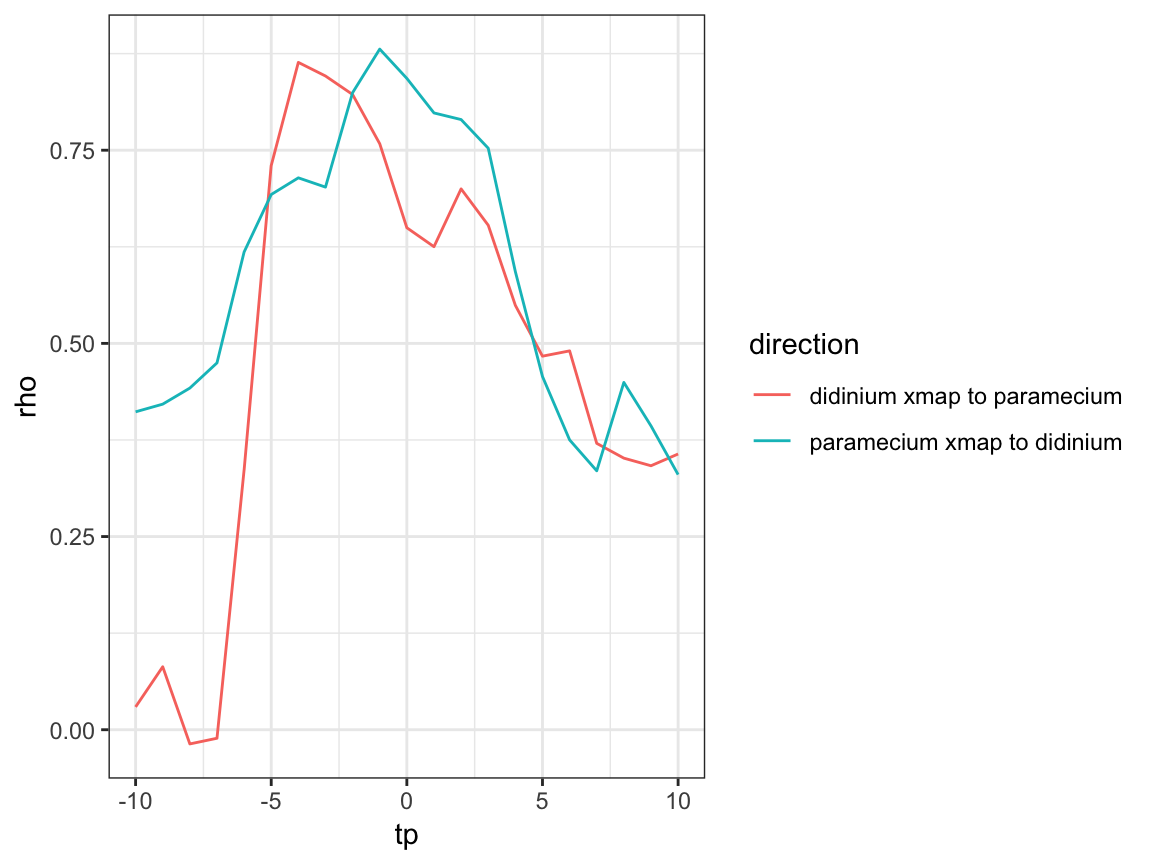 0.75
0.50
0.25
0.00
rho
-10
-5
0
5
10
tp
direction
didinium xmap to paramecium
paramecium xmap to didinium